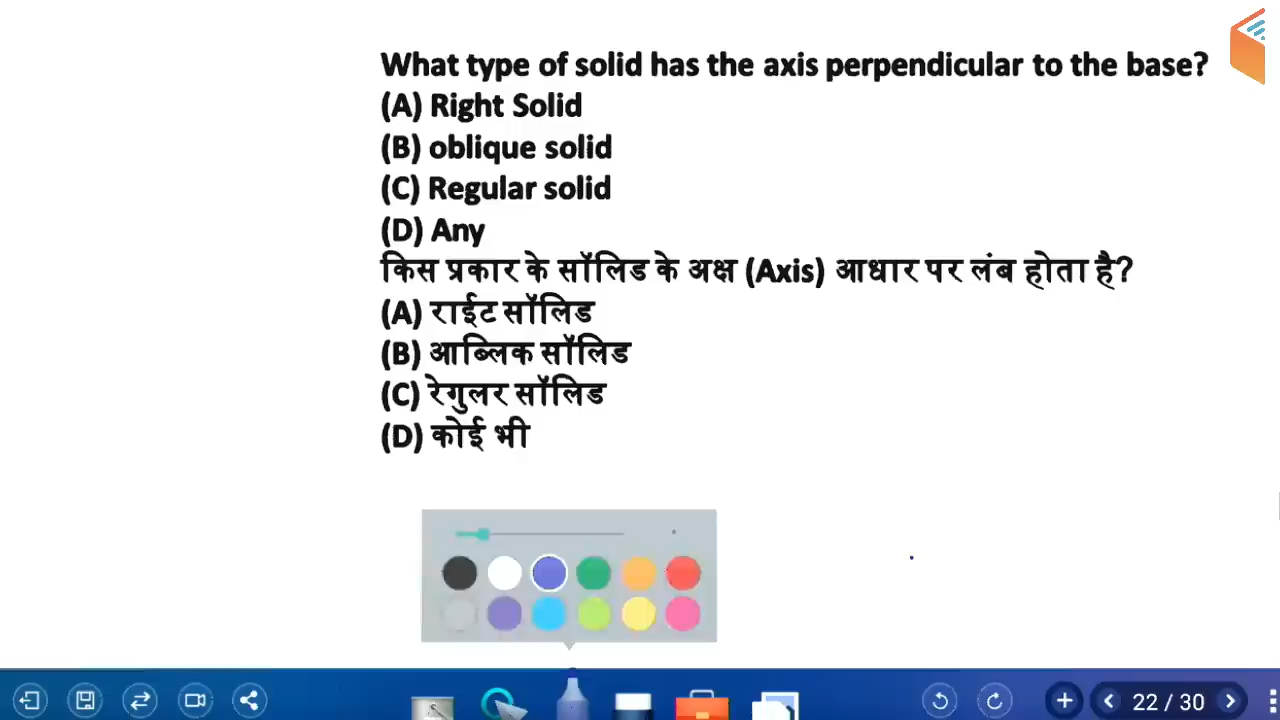 What type of solid has the axis perpendicular to the base?
(A) Right Solid
(B) oblique solid
(C) Regular solid
(D) Any
किस प्रकार के सॉलिड के अक्ष (Axis) आधार पर लंब होता है?
(A) राईट सॉलिड
(B) आब्लिक सॉलिड
(C) रेगुलर सॉलिड
(D) कोई भी
22 / 30